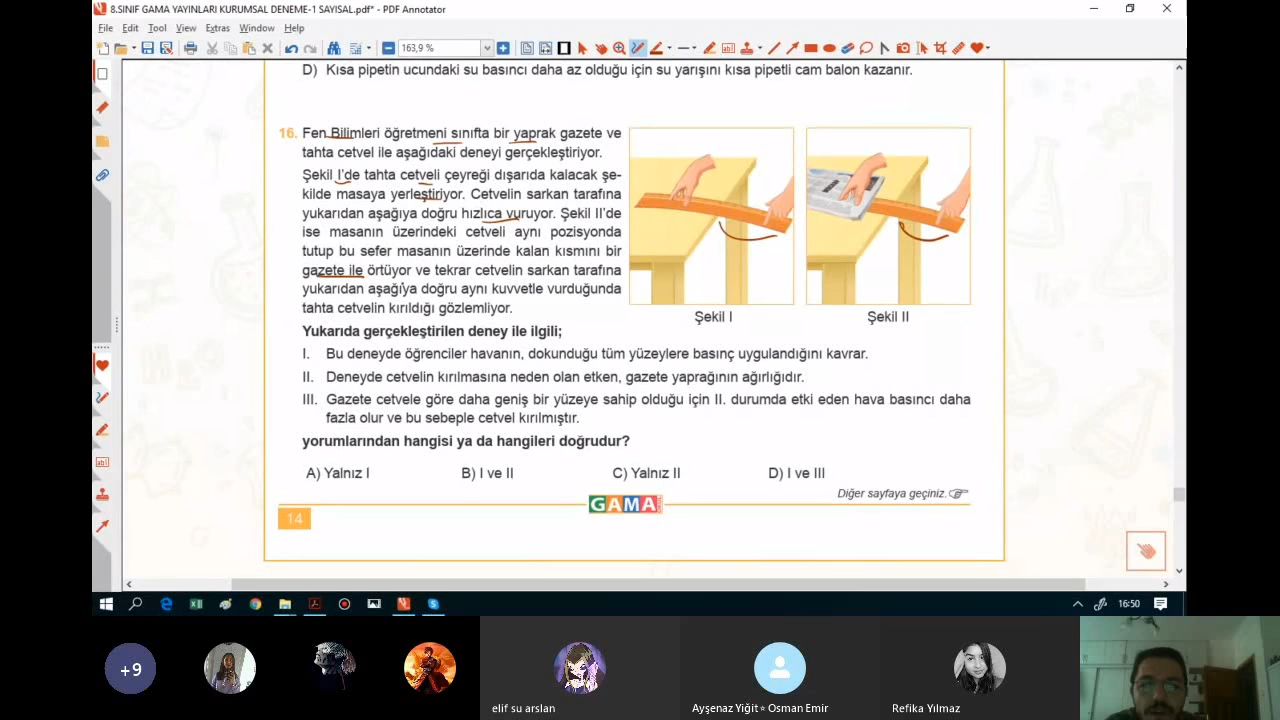 8.SINIF GAMA YAYINLARI KURUMSAL DENEME-1 SAYISAL.pdf* - PDF Annotator
File Edit Tool View Extras Window Help
163,9 %
D) Kısa pipetin ucundaki su basıncı daha az olduğu için su yarışını kısa pipetli cam balon kazanır.
16. Fen Bilimleri öğretmeni sınıfta bir yaprak gazete ve
tahta cetvel ile aşağıdaki deneyi gerçekleştiriyor.
Şekil I'de tahta cetveli çeyreği dışarıda kalacak şe-
kilde masaya yerleştiriyor. Cetvelin sarkan tarafına
yukarıdan aşağıya doğru hızlıca vuruyor. Şekil II'de
ise masanın üzerindeki cetveli aynı pozisyonda
tutup bu sefer masanın üzerinde kalan kısmını bir
gazete ile örtüyor ve tekrar cetvelin sarkan tarafına
yukarıdan aşağıya doğru aynı kuvvetle vurduğunda
tahta cetvelin kırıldığı gözlemliyor.
Şekil I
Şekil II
Yukarıda gerçekleştirilen deney ile ilgili;
I. Bu deneyde öğrenciler havanın, dokunduğu tüm yüzeylere basınç uygulandığını kavrar.
II. Deneyde cetvelin kırılmasına neden olan etken, gazete yaprağının ağırlığıdır.
III. Gazete cetvele göre daha geniş bir yüzeye sahip olduğu için II. durumda etki eden hava basıncı daha
fazla olur ve bu sebeple cetvel kırılmıştır.
yorumlarından hangisi ya da hangileri doğrudur?
A) Yalnız I B) I ve II C) Yalnız II D) I ve III
Diğer sayfaya geçiniz.
GAMA
14
16:50
+9
elif su arslan
Ayşenaz Yiğit⭐ Osman Emir
Refika Yılmaz